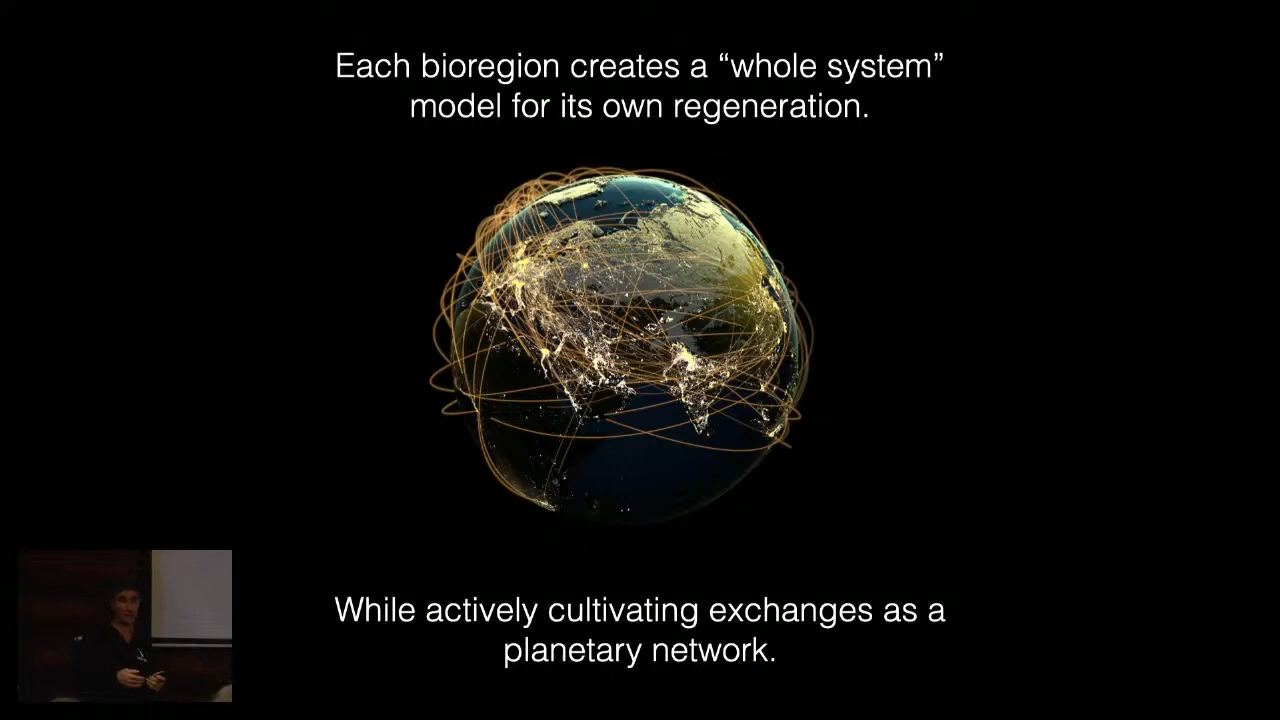 Each bioregion creates a “whole system”
model for its own regeneration.
While actively cultivating exchanges as a
planetary network.